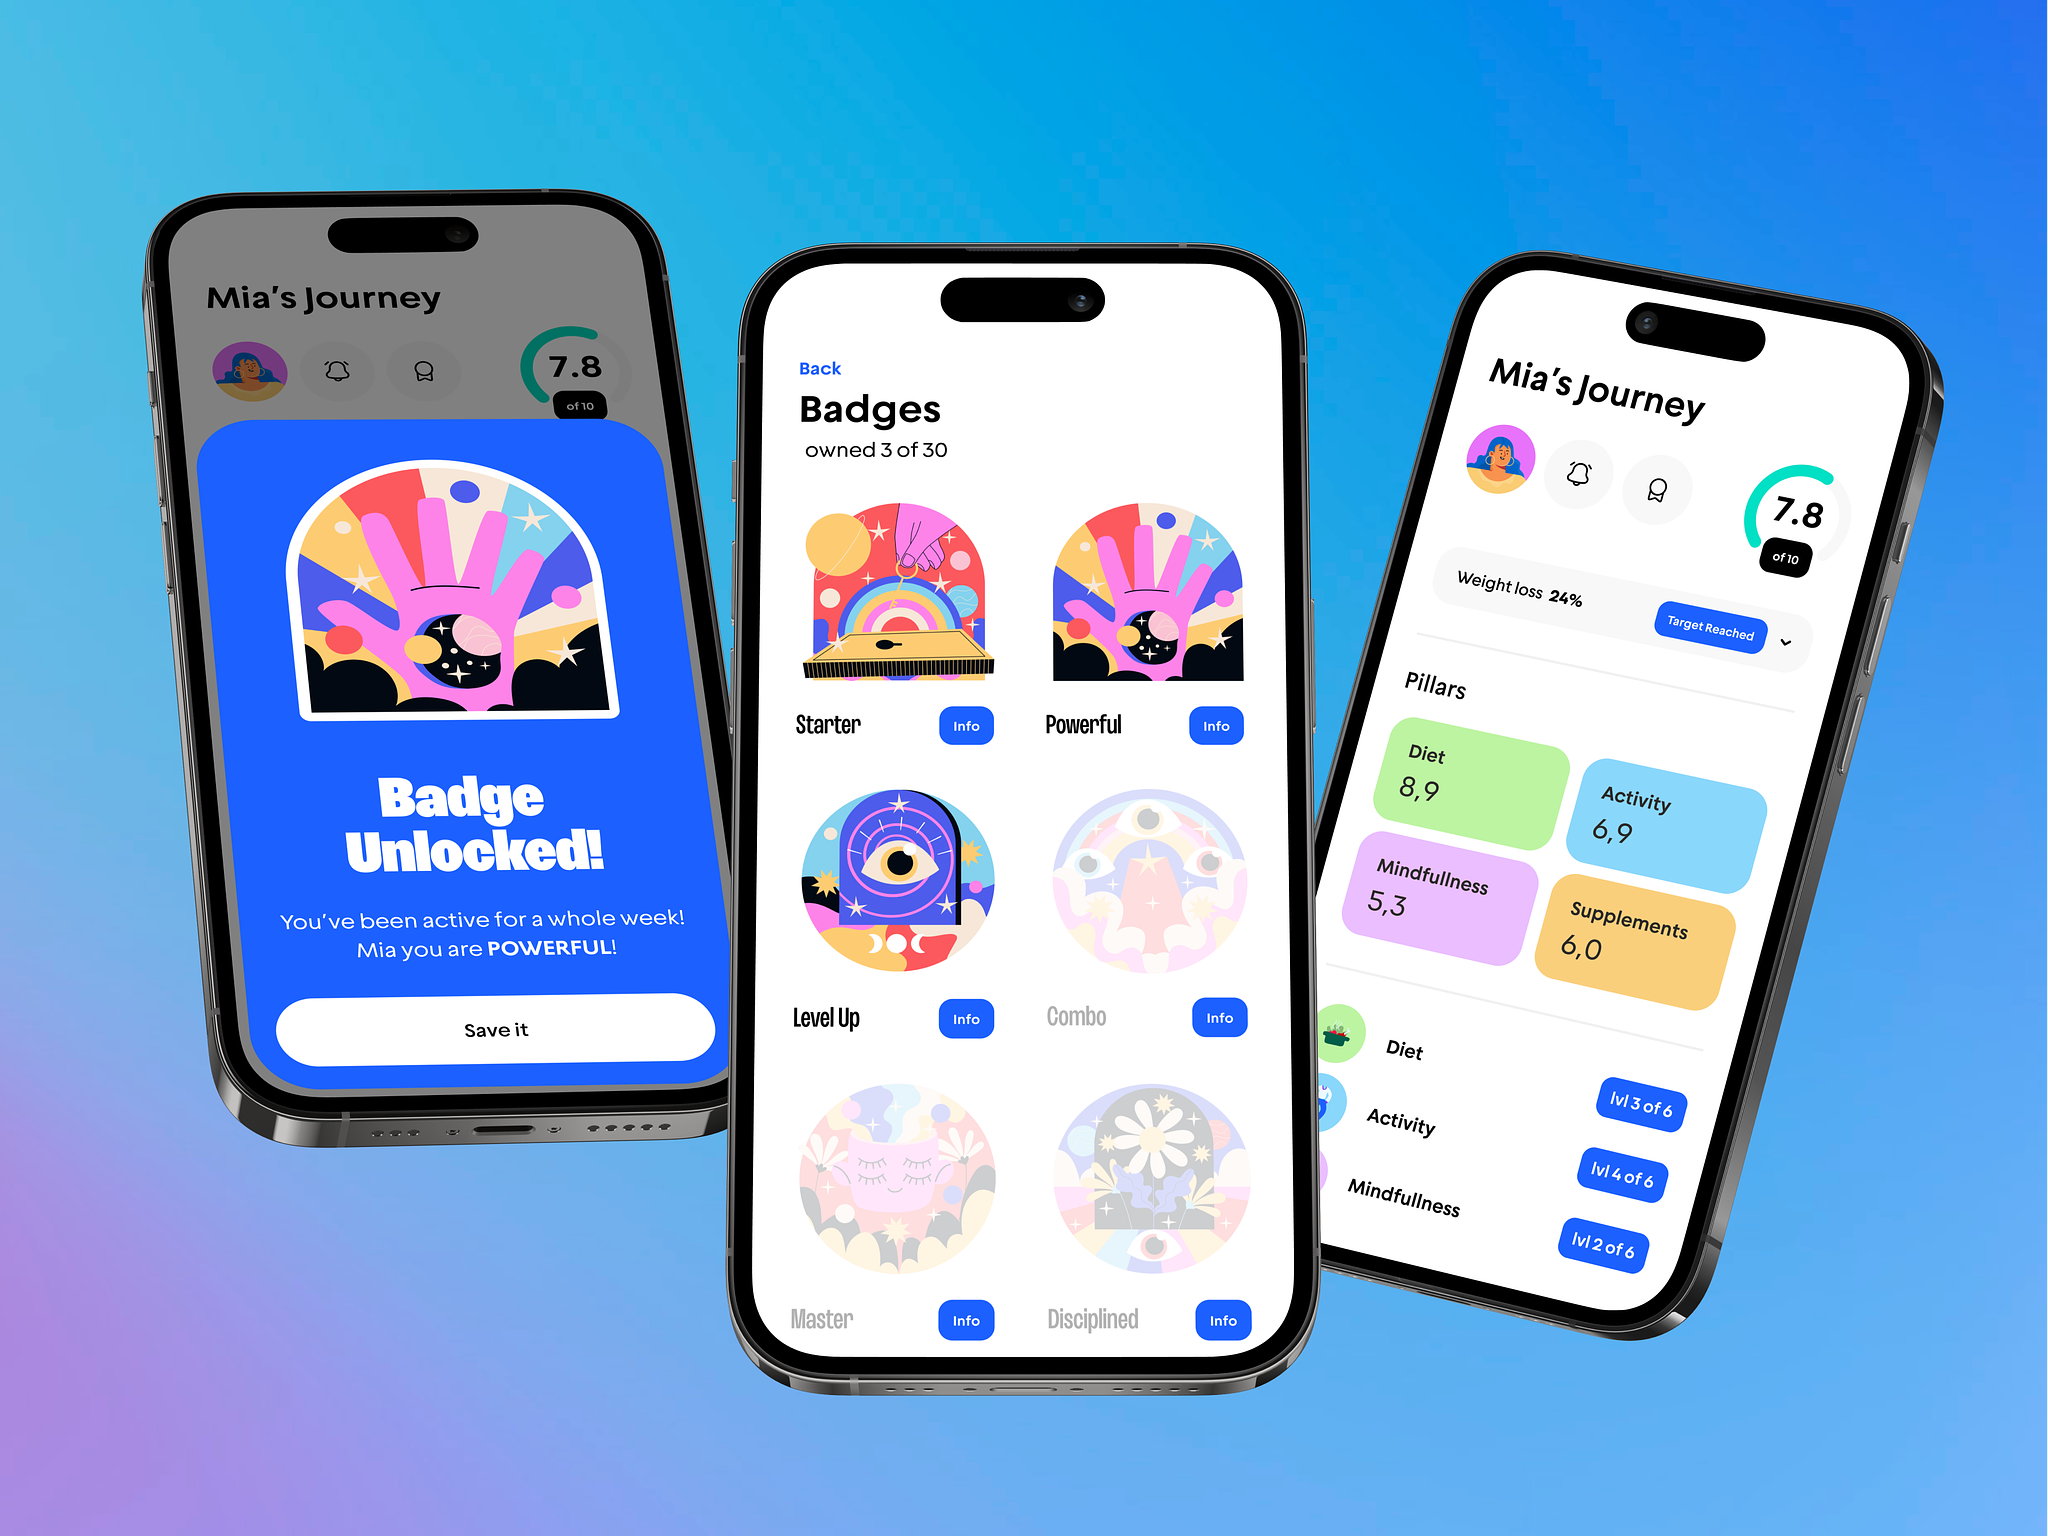 Mia's Journey
7.8
of 10
Badge
Unlocked!
You've been active for a whole week!
Mia you are POWERFUL!
Save it
Back
Badges
owned 3 of 30
Starter
Info
Powerful
Info
Level Up
Info
Combo
Info
Master
Info
Disciplined
Info
Mia's Journey
7.8
of 10
Weight loss 24%
Target Reached
Pillars
Diet
8,9
Activity
6,9
Mindfullness
5,3
Supplements
6,0
Diet
lvl 3 of 6
Activity
lvl 4 of 6
Mindfullness
lvl 2 of 6